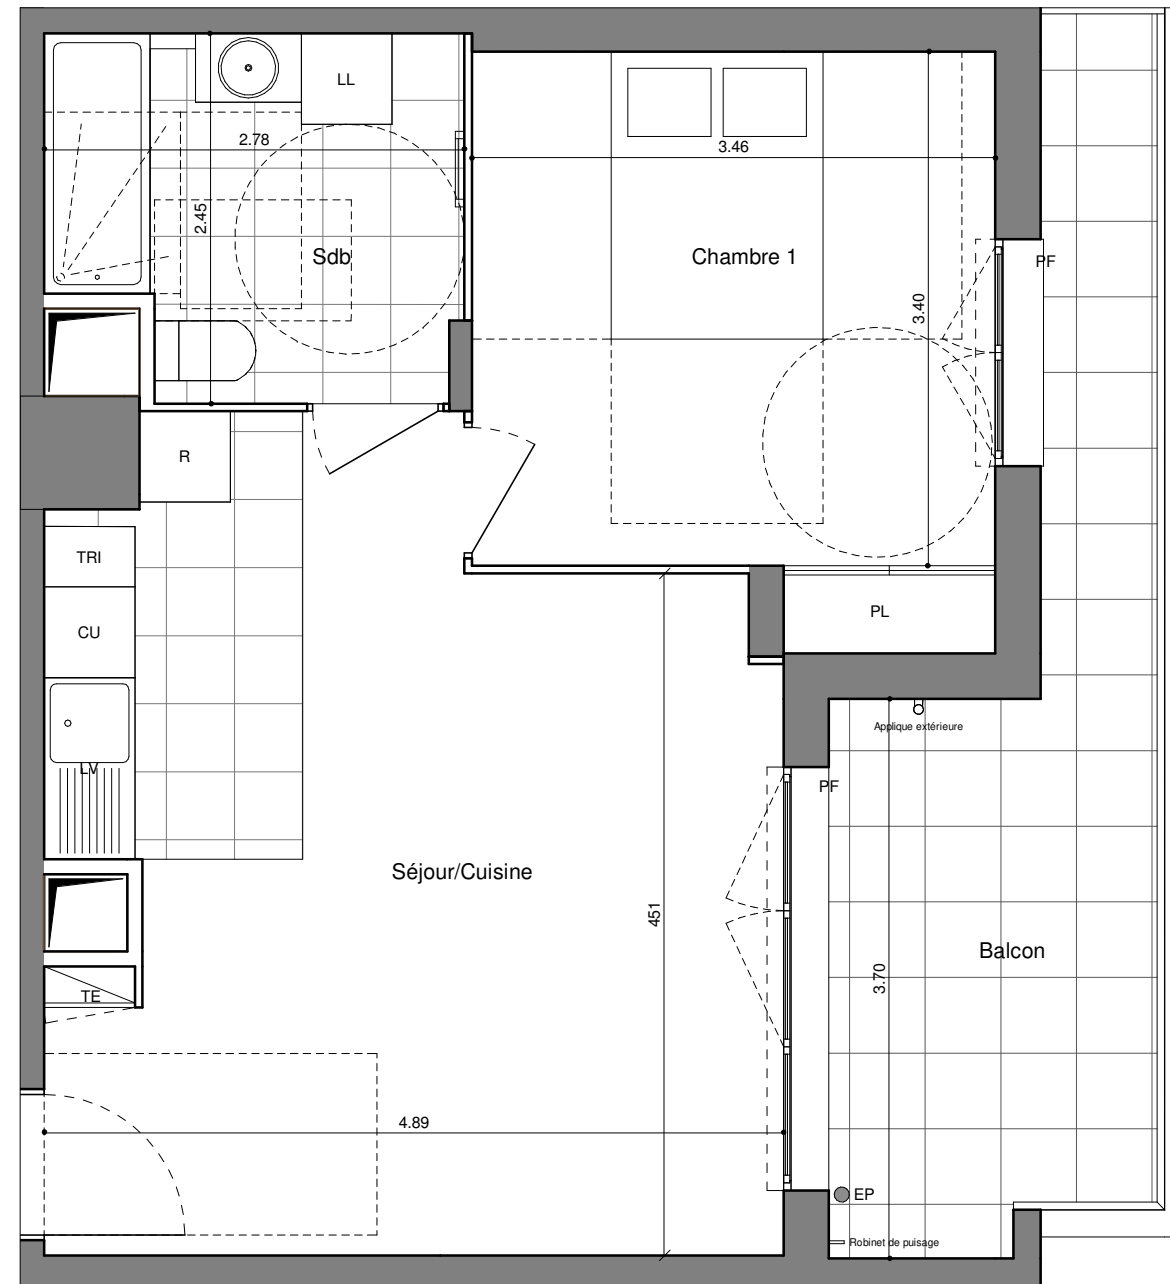 LL
2.78
3.46
2.45
Sdb
Chambre 1
PF
3.40
R
TRI
CU
PL
LV
Applique extérieure
PF
Séjour/Cuisine
451
Balcon
3.70
TE
4.89
EP
Robinet de puisage